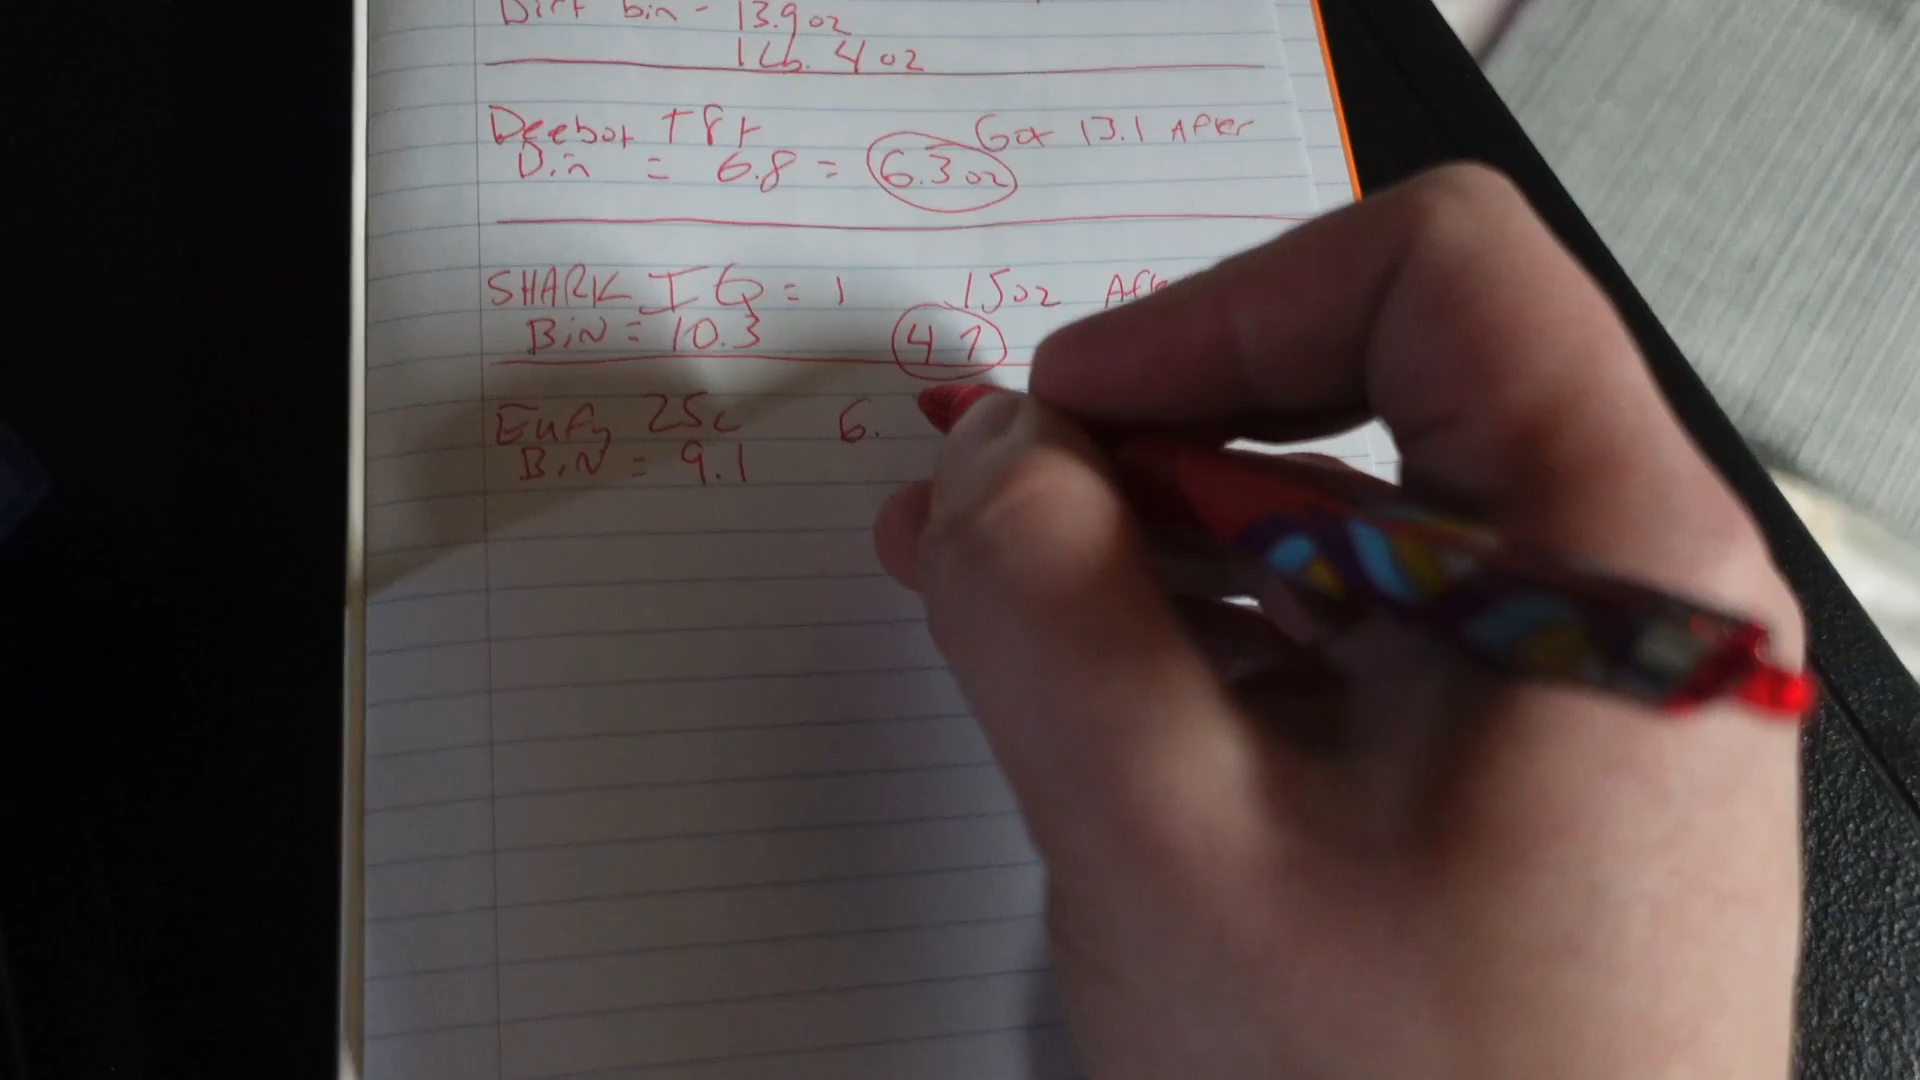 Dirt bin - 13.9oz
1Lb. 4oz
Deebot T8+ Got 13.1 After
Bin = 6.8 = 6.3oz
SHARK IQ = 1 15oz Afte
BiN = 10.3 4 7
Eufy 25c 6.
BiN = 9.1